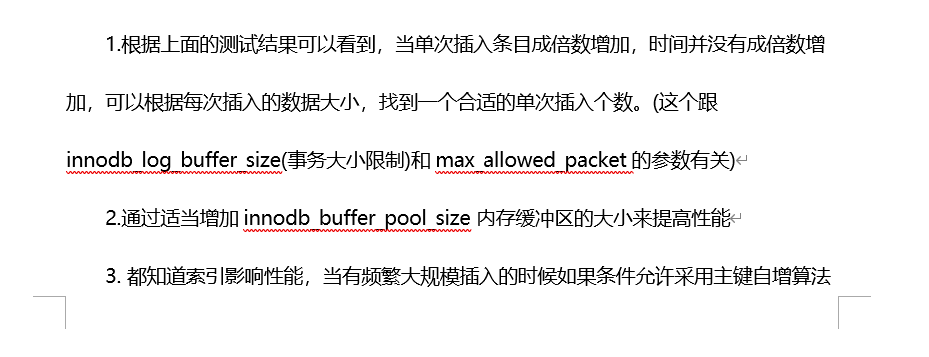 1.根据上面的测试结果可以看到，当单次插入条目成倍数增加，时间并没有成倍数增
加，可以根据每次插入的数据大小，找到一个合适的单次插入个数。(这个跟
innodb_log_buffer_size(事务大小限制)和 max_allowed_packet 的参数有关)
2.通过适当增加 innodb_buffer_pool_size 内存缓冲区的大小来提高性能
3. 都知道索引影响性能，当有频繁大规模插入的时候如果条件允许采用主键自增算法